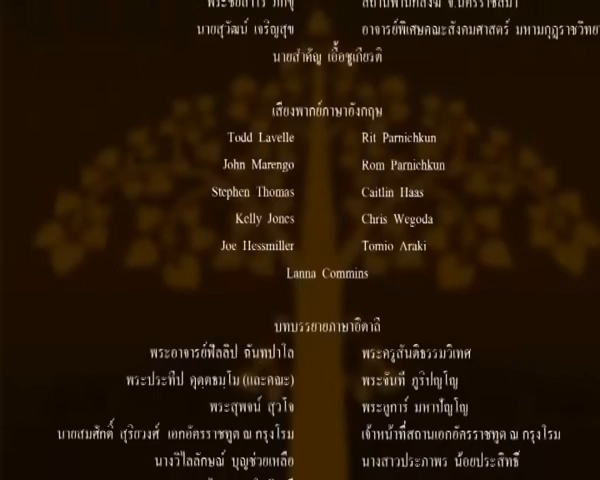 นายสุวัฒน์ เจริญสุข อาจารย์พิเศษคณะสังคมศาสตร์ มหามกุฏราชวิทยา
นายสำคัญ เอื้อชูเกียรติ
เสียงพากย์ภาษาอังกฤษ
Todd Lavelle Rit Parnichkun
John Marengo Rom Parnichkun
Stephen Thomas Caitlin Haas
Kelly Jones Chris Wegoda
Joe Hessmiller Tomio Araki
Lanna Commins
บทบรรยายภาษาอิตาลี
พระอาจารย์ฟิลลิป ฉันทปาโล พระครูสันติธรรมวิเทศ
พระประทีป คุตฺตธมฺโม (และคณะ) พระจันที ภูริปญฺโญ
พระสุพจน์ สุวโจ พระภูการ์ มหาปัญฺโญ
นายสมศักดิ์ สุริยวงศ์ เอกอัครราชทูต ณ กรุงโรม เจ้าหน้าที่สถานเอกอัครราชทูต ณ กรุงโรม
นางวิไลลักษณ์ บุญช่วยเหลือ นางสาวประภาพร น้อยประสิทธิ์